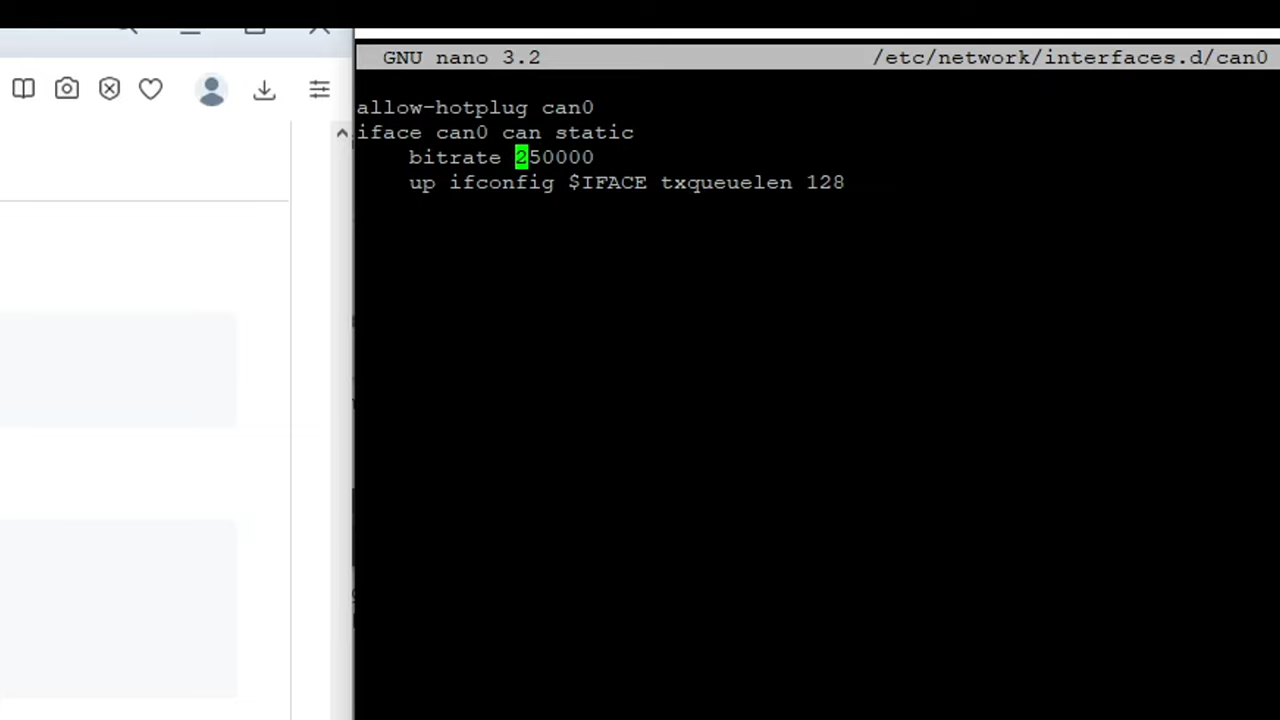 GNU nano 3.2 /etc/network/interfaces.d/can0
allow-hotplug can0
iface can0 can static
bitrate 250000
up ifconfig $IFACE txqueuelen 128